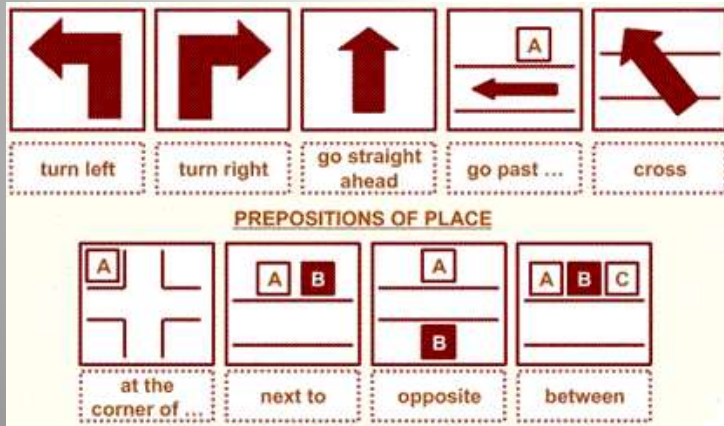 A
turn left
turn right
go straight
ahead
go past ...
cross
PREPOSITIONS OF PLACE
A
A B
A
B
A B C
at the
corner of ...
next to
opposite
between